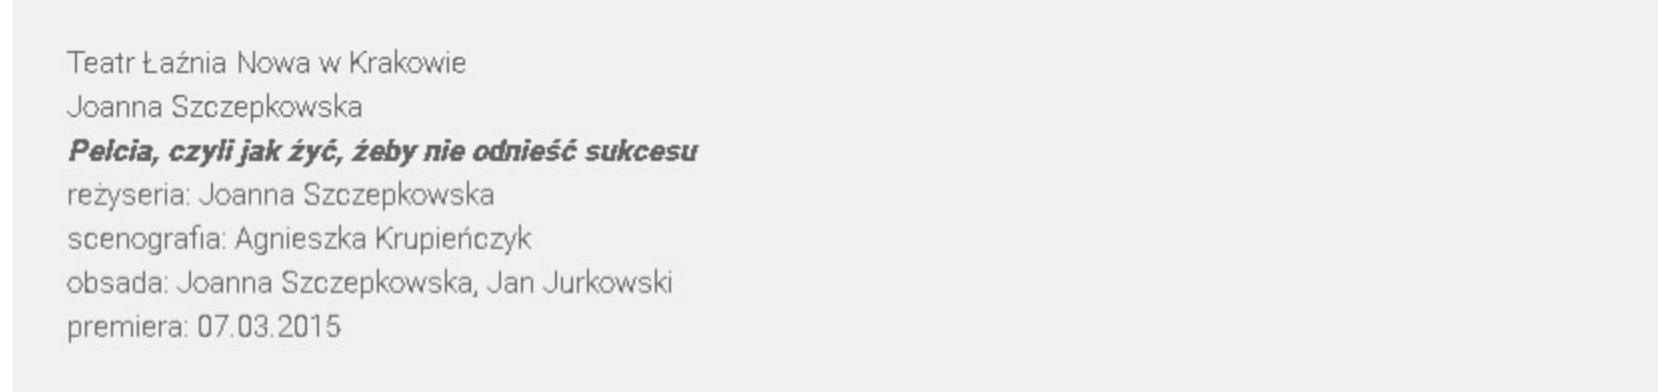 Teatr Łaźnia Nowa w Krakowie
Joanna Szczepkowska
Pelcia, czyli jak żyć, żeby nie odnieść sukcesu
reżyseria: Joanna Szczepkowska
scenografia: Agnieszka Krupieńczyk
obsada: Joanna Szczepkowska, Jan Jurkowski
premiera: 07.03.2015